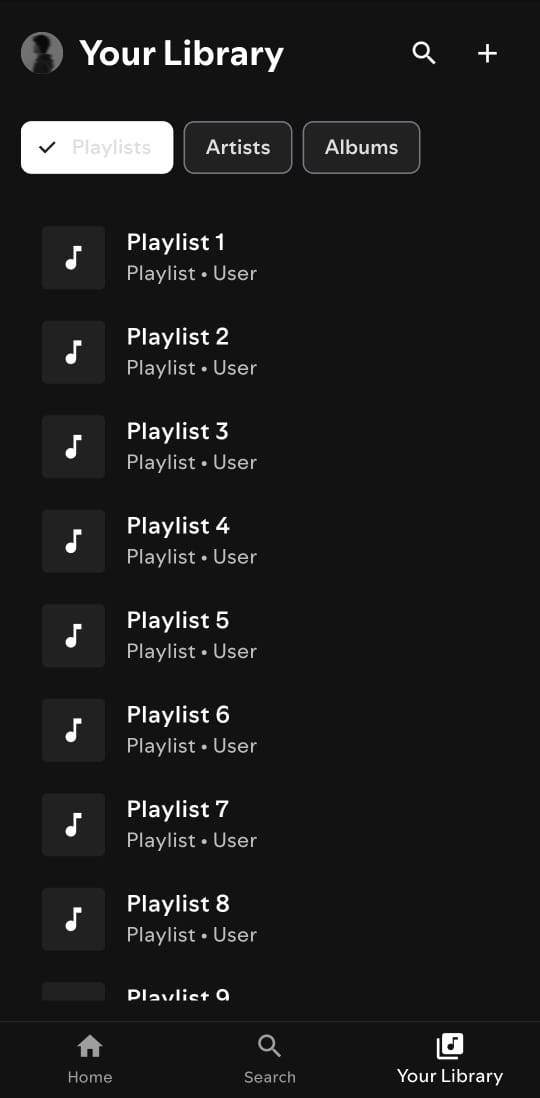 Your Library
Playlists
Artists
Albums
Playlist 1
Playlist • User
Playlist 2
Playlist • User
Playlist 3
Playlist • User
Playlist 4
Playlist • User
Playlist 5
Playlist • User
Playlist 6
Playlist • User
Playlist 7
Playlist • User
Playlist 8
Playlist • User
Playlist 9
Home
Search
Your Library